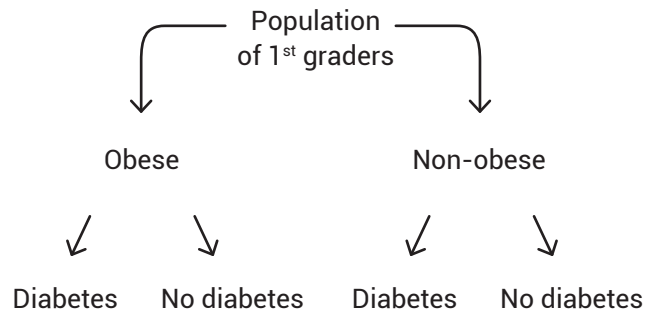 Population
of 1st graders
Obese
Non-obese
Diabetes
No diabetes
Diabetes
No diabetes